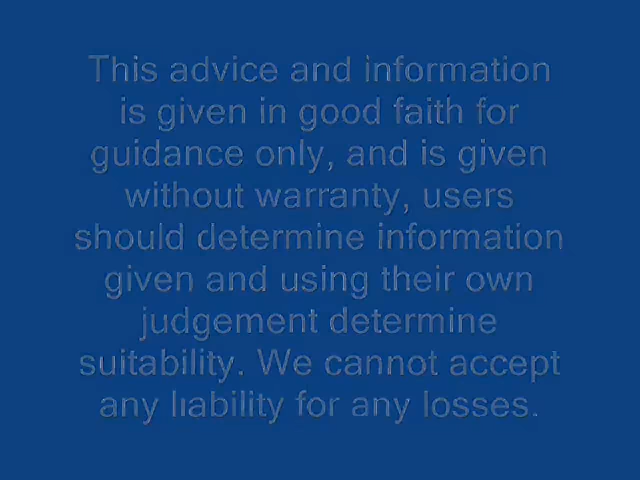 This advice and information
is given in good faith for
guidance only, and is given
without warranty, users
should determine information
given and using their own
judgement determine
suitability. We cannot accept
any liability for any losses.